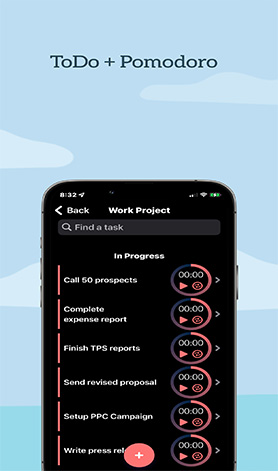 ToDo + Pomodoro
8:32
Back Work Project
Find a task
In Progress
Call 50 prospects 00:00
Complete
expense report 00:00
Finish TPS reports 00:00
Send revised proposal 00:00
Setup PPC Campaign 00:00
Write press rel 00:00